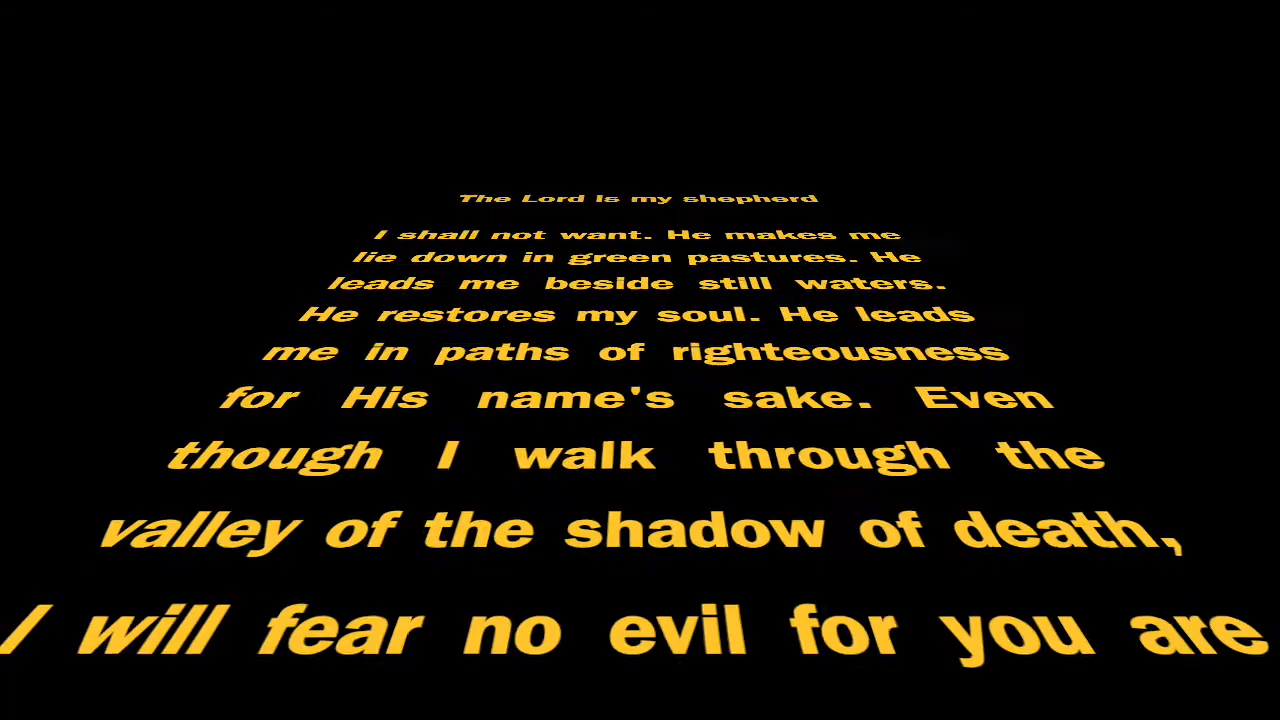 The Lord is my shepherd
I shall not want. He makes me
lie down in green pastures. He
leads me beside still waters.
He restores my soul. He leads
me in paths of righteousness
for His name's sake. Even
though I walk through the
valley of the shadow of death,
I will fear no evil for you are